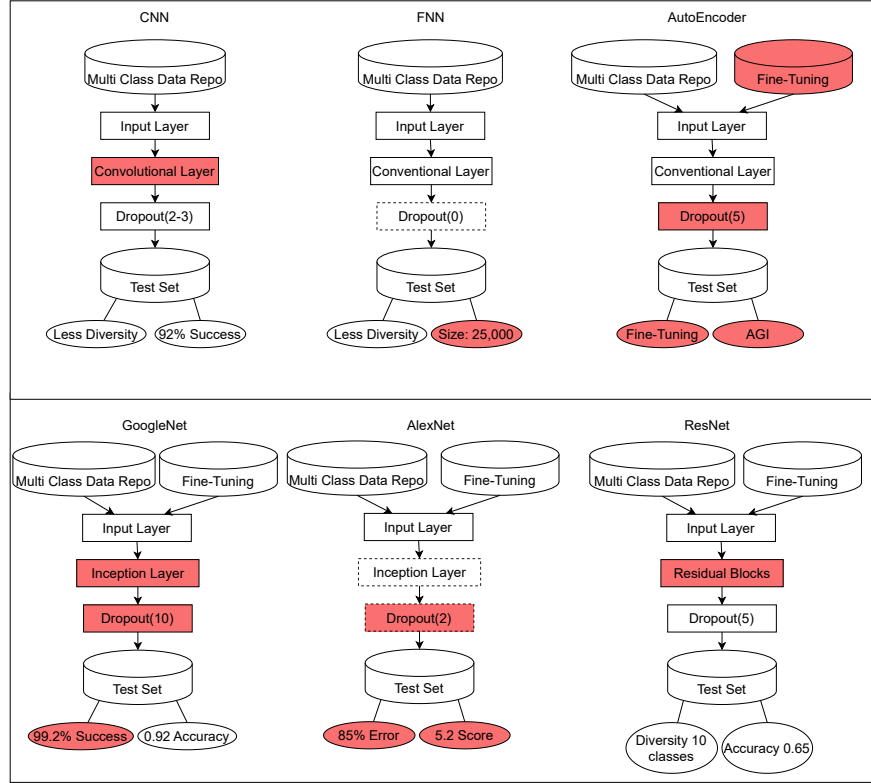 CNN
FNN
AutoEncoder
Multi Class Data Repo
Multi Class Data Repo
Multi Class Data Repo
Fine-Tuning
Input Layer
Input Layer
Input Layer
Convolutional Layer
Conventional Layer
Conventional Layer
Dropout(2-3)
Dropout(0)
Dropout(5)
Test Set
Test Set
Test Set
Less Diversity
92% Success
Less Diversity
Size: 25,000
Fine-Tuning
AGI
GoogleNet
AlexNet
ResNet
Multi Class Data Repo
Fine-Tuning
Multi Class Data Repo
Fine-Tuning
Multi Class Data Repo
Fine-Tuning
Input Layer
Input Layer
Input Layer
Inception Layer
Inception Layer
Residual Blocks
Dropout(10)
Dropout(2)
Dropout(5)
Test Set
Test Set
Test Set
99.2% Success
0.92 Accuracy
85% Error
5.2 Score
Diversity 10
classes
Accuracy 0.65